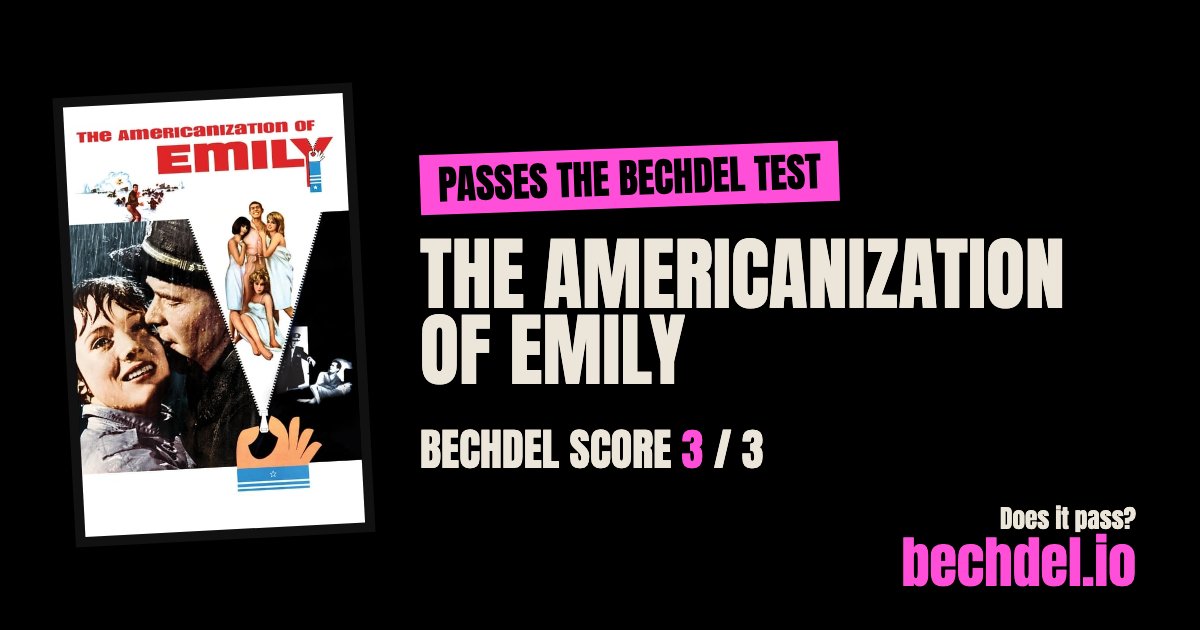 THE AMERICANIZATION OF
EMILY
PASSES THE BECHDEL TEST
THE AMERICANIZATION
OF EMILY
BECHDEL SCORE 3 / 3
Does it pass?
bechdel.io